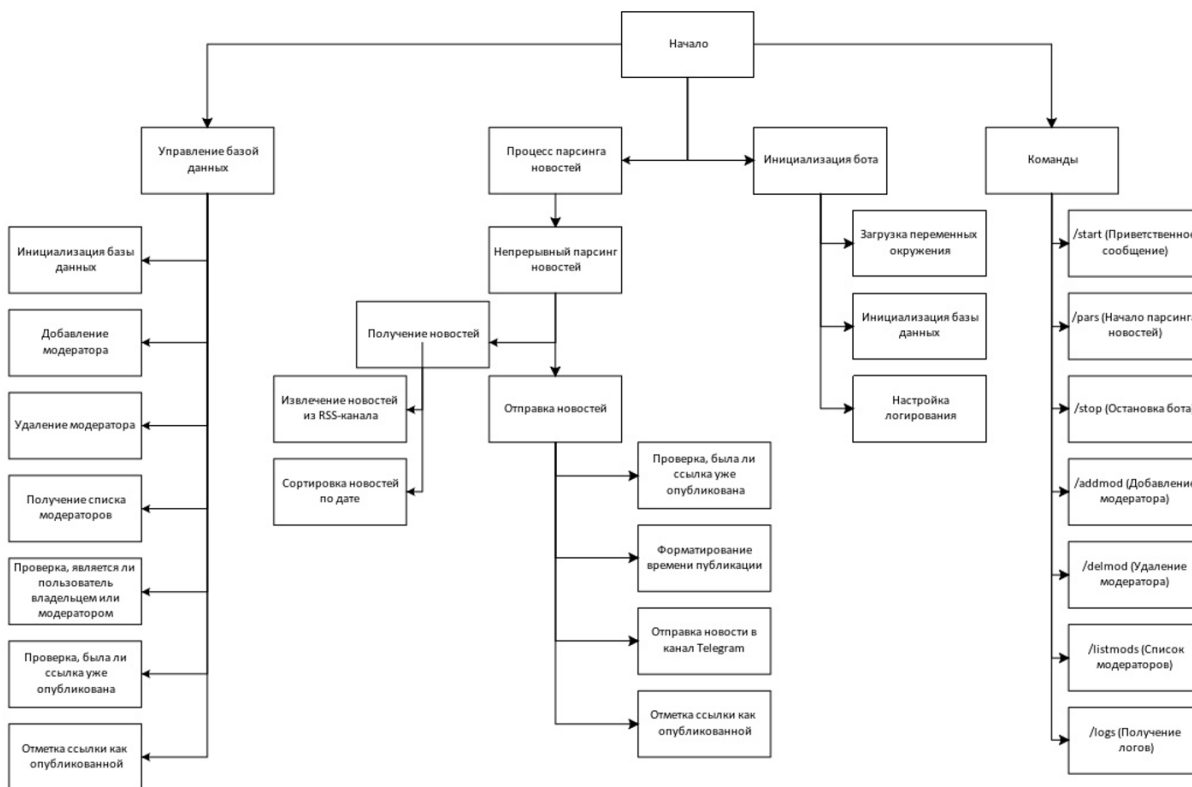 Начало
Управление базой
данных
Процесс парсинга
новостей
Инициализация бота
Команды
Инициализация базы
данных
Добавление
модератора
Удаление модератора
Получение списка
модераторов
Проверка, является ли
пользователь
владельцем или
модератором
Проверка, была ли
ссылка уже
опубликована
Отметка ссылки как
опубликованной
Непрерывный парсинг
новостей
Получение новостей
Извлечение новостей
из RSS-канала
Сортировка новостей
по дате
Отправка новостей
Проверка, была ли
ссылка уже
опубликована
Форматирование
времени публикации
Отправка новости в
канал Telegram
Отметка ссылки как
опубликованной
Загрузка переменных
окружения
Инициализация базы
данных
Настройка
логирования
/start (Приветственное
сообщение)
/pars (Начало парсинга
новостей)
/stop (Остановка бота)
/addmod (Добавление
модератора)
/delmod (Удаление
модератора)
/listmods (Список
модераторов)
/logs (Получение
логов)